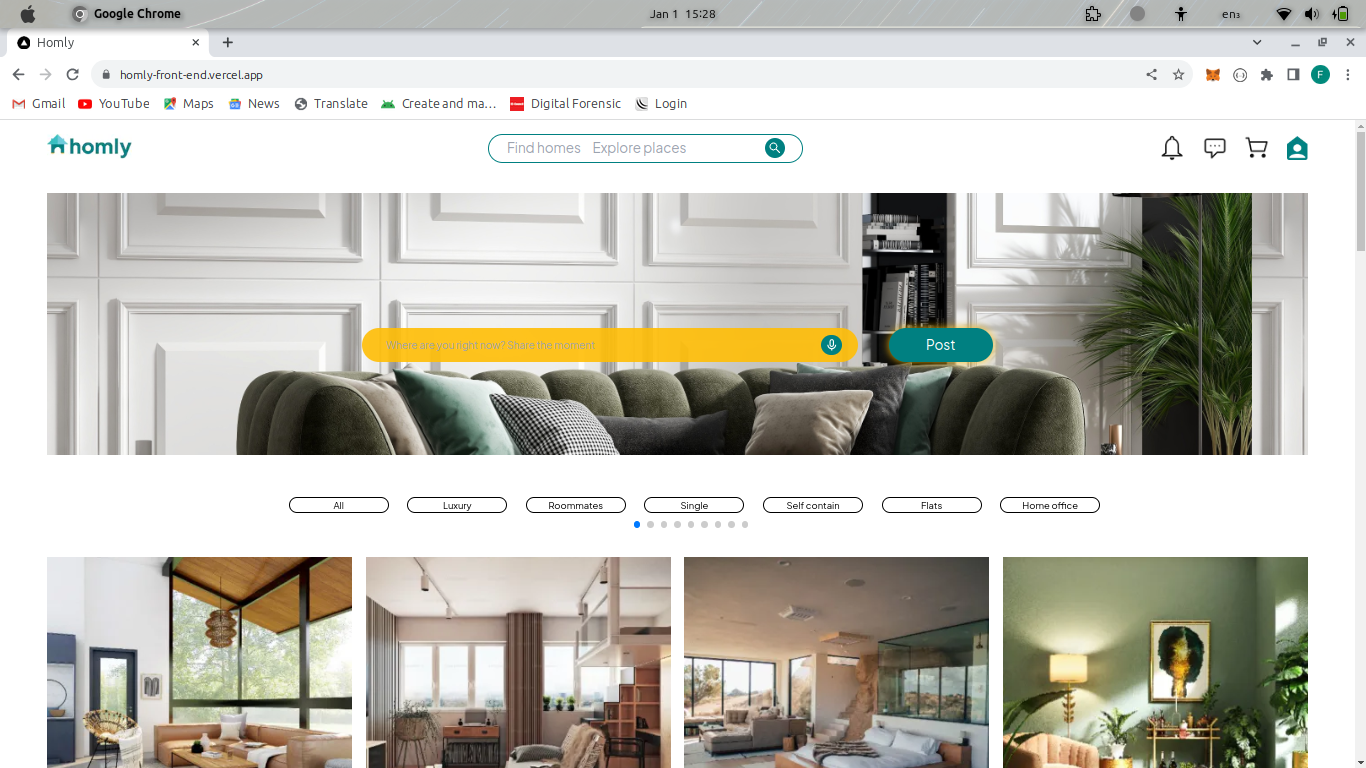 Google Chrome
Jan 1 15:28
en₃
Homly
homly-front-end.vercel.app
F
Gmail
YouTube
Maps
News
Translate
Create and ma...
Digital Forensic
Login
homly
Find homes Explore places
Where are you right now? Share the moment
Post
All
Luxury
Roommates
Single
Self contain
Flats
Home office